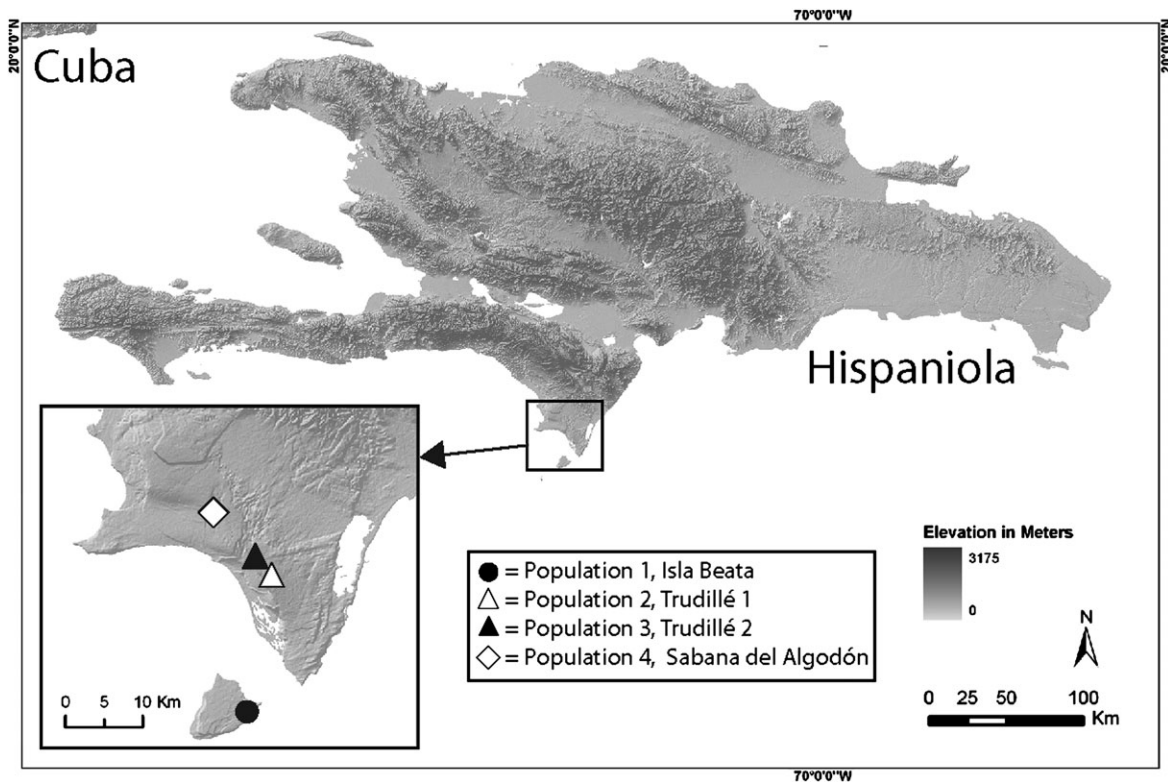 70°0'0"W
20°0'0"N
20°0'0"N
Cuba
Hispaniola
Elevation in Meters
3175
0
= Population 1, Isla Beata
= Population 2, Trudillé 1
= Population 3, Trudillé 2
= Population 4, Sabana del Algodón
N
0 5 10 Km
0 25 50 100
Km
70°0'0"W